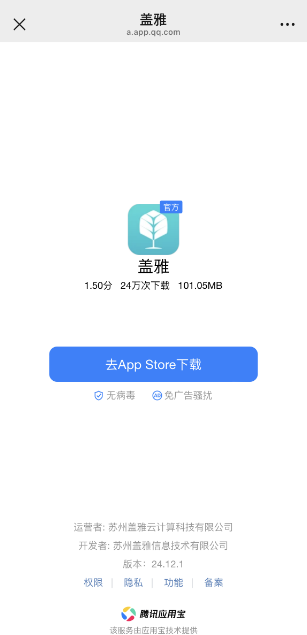 盖雅
a.app.qq.com
官方
盖雅
1.50分 24万次下载 101.05MB
去App Store下载
无病毒 AD 免广告骚扰
运营者: 苏州盖雅云计算科技有限公司
开发者: 苏州盖雅信息技术有限公司
版本：24.12.1
权限 | 隐私 | 功能 | 备案
腾讯应用宝
该服务由应用宝技术提供